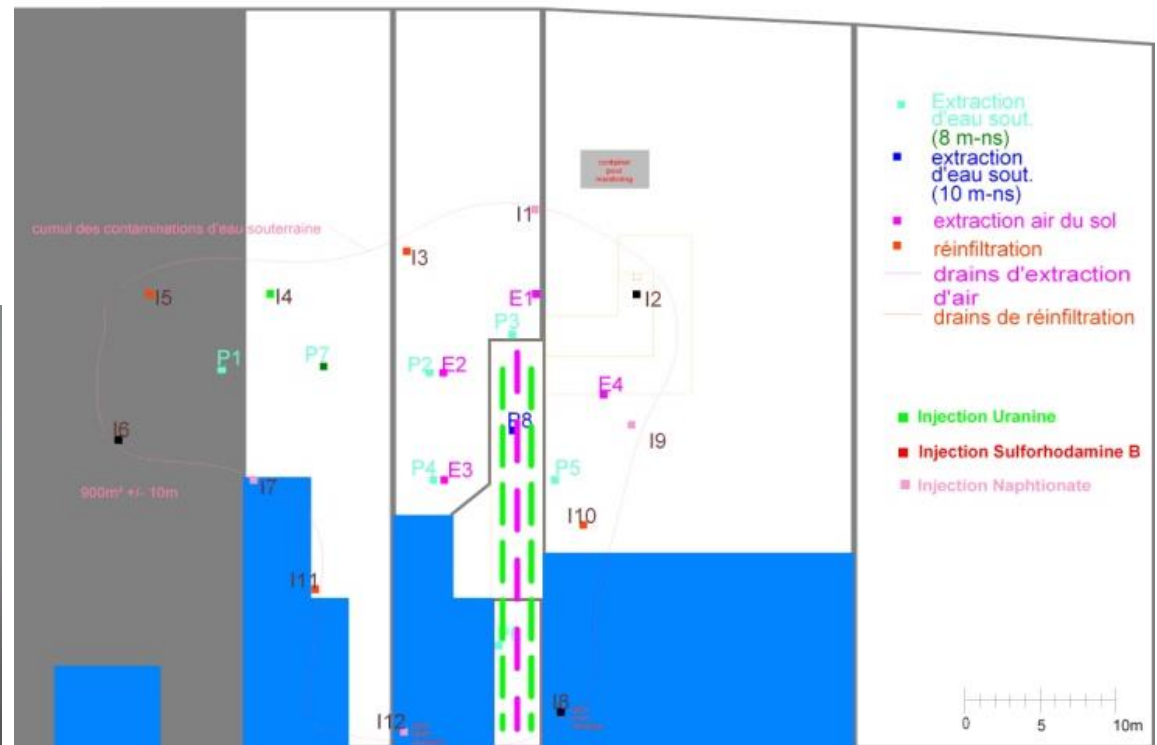 Extraction
d'eau sout.
(8 m-ns)
extraction
d'eau sout.
(10 m-ns)
extraction air du sol
réinfiltration
drains d'extraction
d'air
drains de réinfiltration
Injection Uranine
Injection Sulforhodamine B
Injection Naphtionate
0 5 10m
container
pour
monitoring
cumul des contaminations d'eau souterraine
I1
I3
I5
I4
E1
I2
P3
P1
P7
P2
E2
E4
P8
I6
I9
P4
E3
P5
900m² +/- 10m
I7
I10
I11
I8
I12